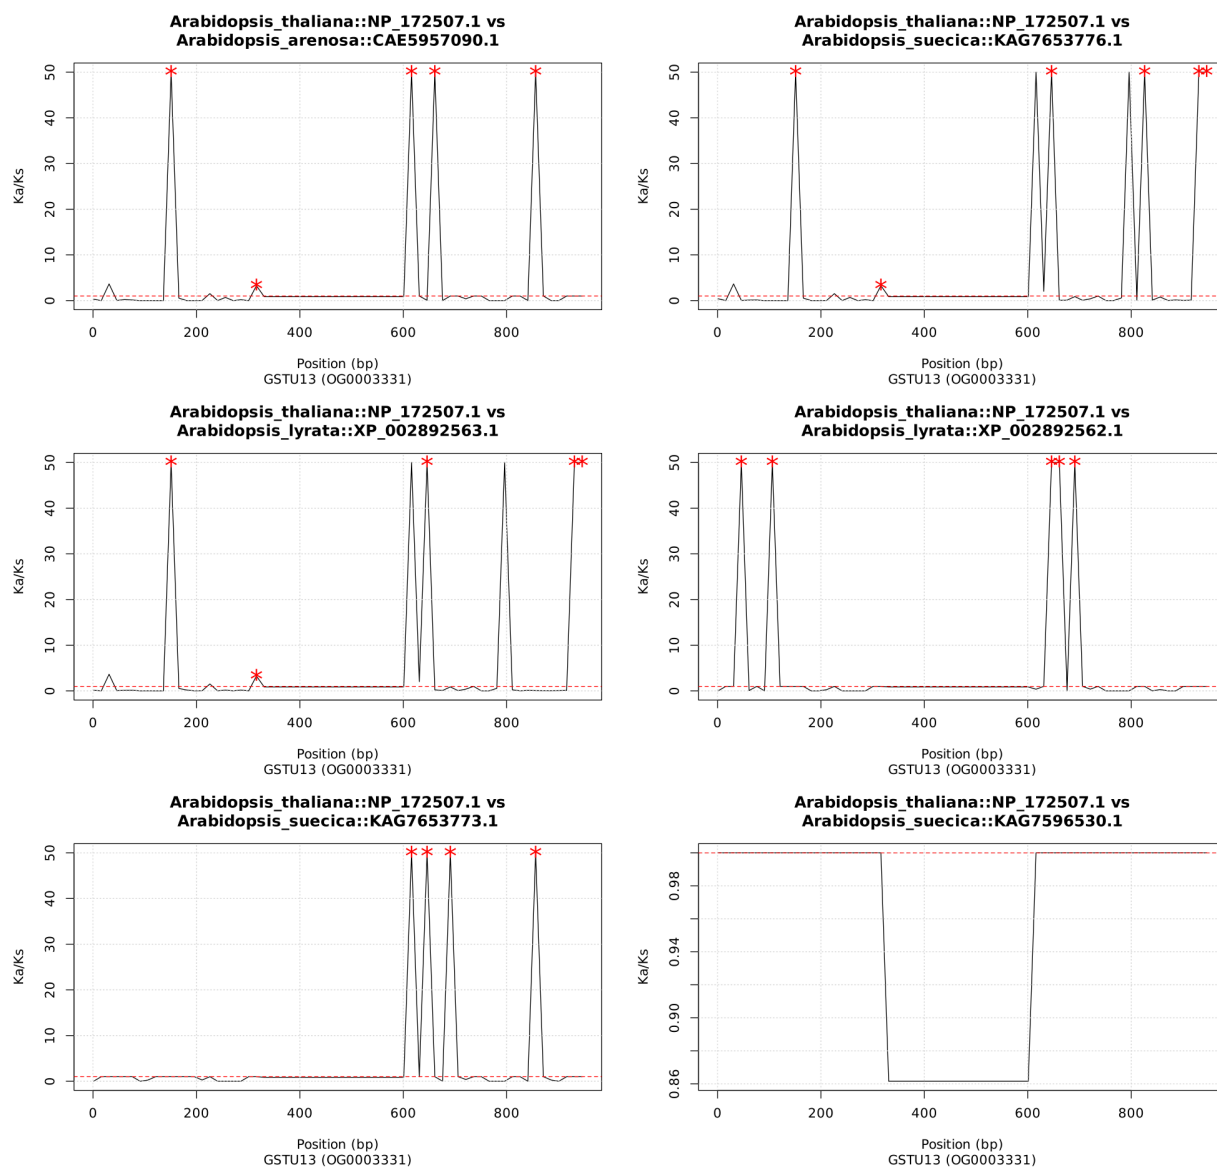 Arabidopsis_thaliana::NP_172507.1 vs
Arabidopsis_arenosa::CAE5957090.1
Ka/Ks
50
40
30
20
10
0
0 200 400 600 800
Position (bp)
GSTU13 (OG0003331)
Arabidopsis_thaliana::NP_172507.1 vs
Arabidopsis_suecica::KAG7653776.1
Ka/Ks
50
40
30
20
10
0
0 200 400 600 800
Position (bp)
GSTU13 (OG0003331)
Arabidopsis_thaliana::NP_172507.1 vs
Arabidopsis_lyrata::XP_002892563.1
Ka/Ks
50
40
30
20
10
0
0 200 400 600 800
Position (bp)
GSTU13 (OG0003331)
Arabidopsis_thaliana::NP_172507.1 vs
Arabidopsis_lyrata::XP_002892562.1
Ka/Ks
50
40
30
20
10
0
0 200 400 600 800
Position (bp)
GSTU13 (OG0003331)
Arabidopsis_thaliana::NP_172507.1 vs
Arabidopsis_suecica::KAG7653773.1
Ka/Ks
50
40
30
20
10
0
0 200 400 600 800
Position (bp)
GSTU13 (OG0003331)
Arabidopsis_thaliana::NP_172507.1 vs
Arabidopsis_suecica::KAG7596530.1
Ka/Ks
0.98
0.94
0.90
0.86
0 200 400 600 800
Position (bp)
GSTU13 (OG0003331)